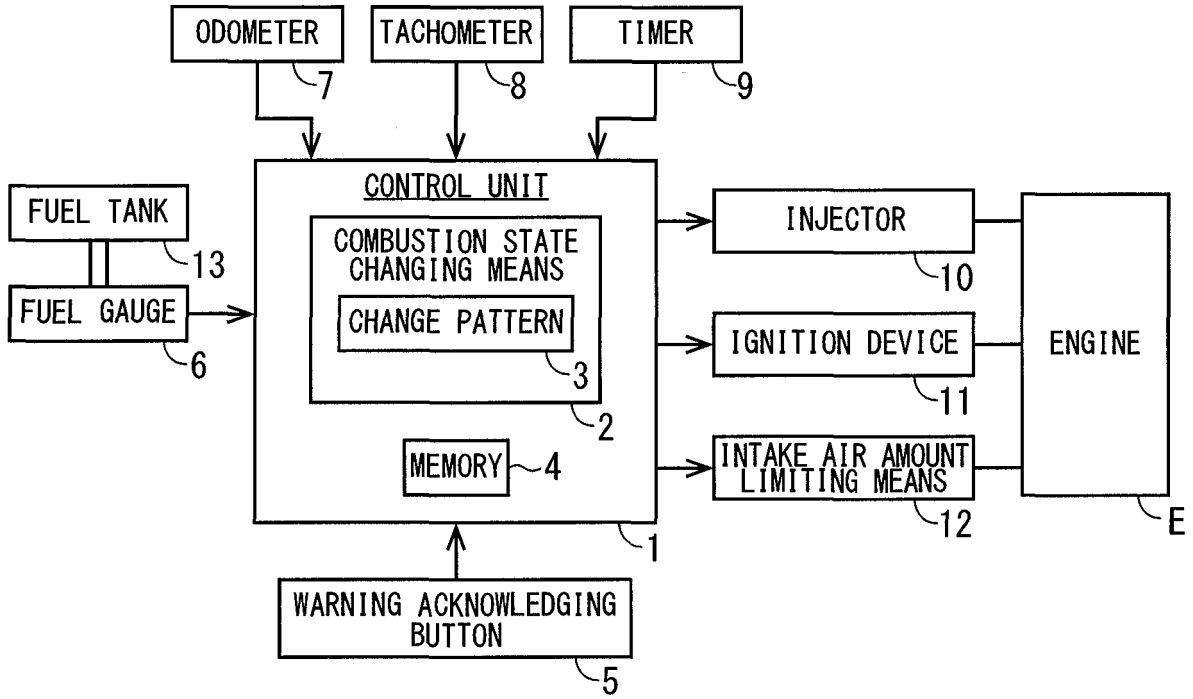 ODOMETER
7
TACHOMETER
8
TIMER
9
FUEL TANK
13
FUEL GAUGE
6
CONTROL UNIT
COMBUSTION STATE
CHANGING MEANS
CHANGE PATTERN
3
2
MEMORY
4
1
INJECTOR
10
IGNITION DEVICE
11
INTAKE AIR AMOUNT
LIMITING MEANS
12
ENGINE
E
WARNING ACKNOWLEDGING
BUTTON
5